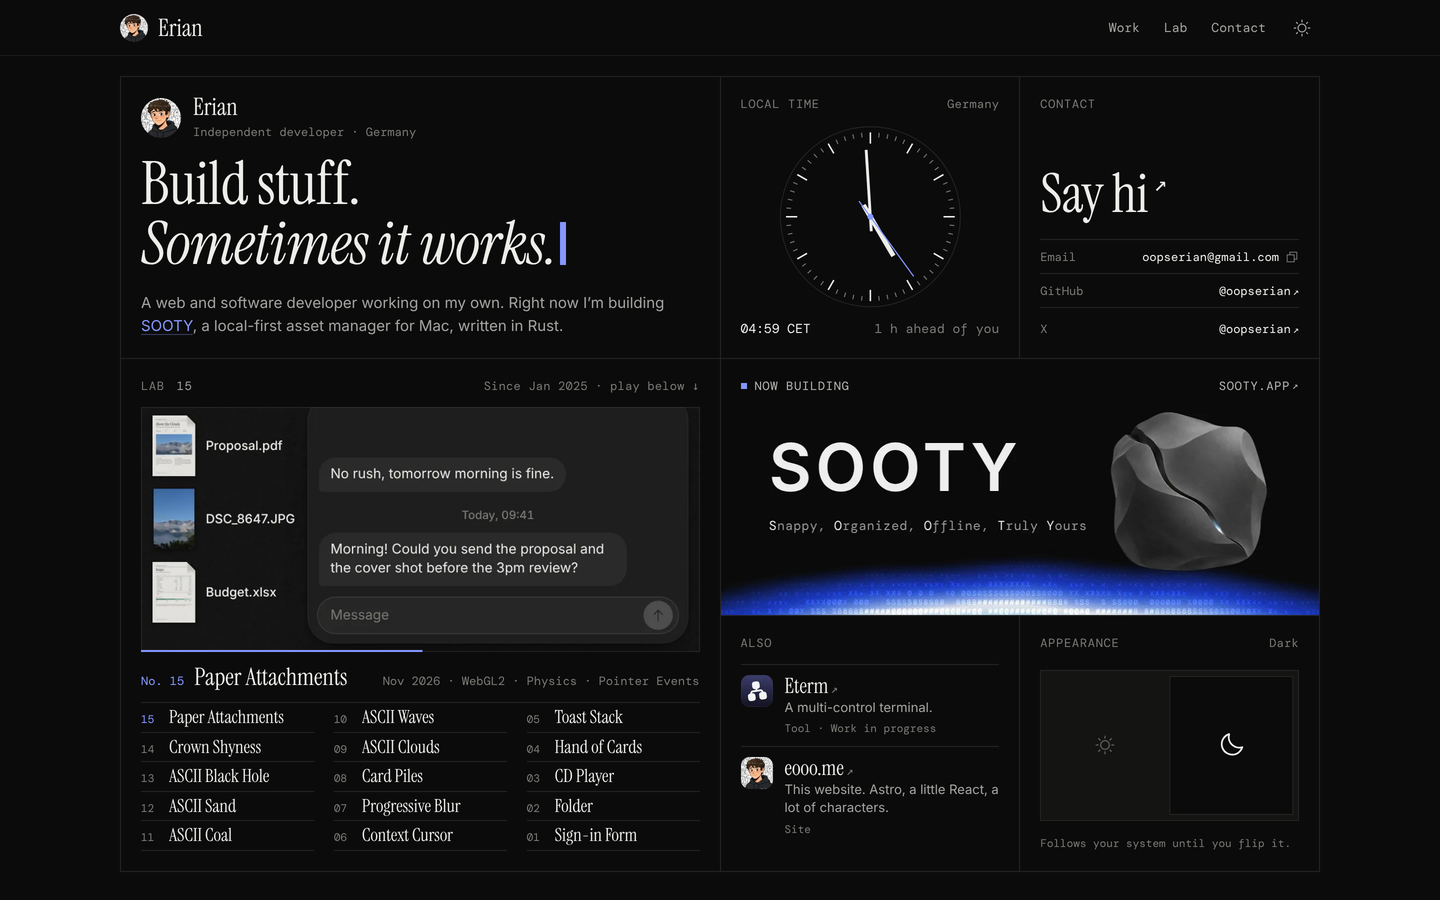 Erian
Work Lab Contact
Erian
Independent developer · Germany
Build stuff.
Sometimes it works.
A web and software developer working on my own. Right now I’m building
SOOTY, a local-first asset manager for Mac, written in Rust.
LOCAL TIME Germany
04:59 CET 1 h ahead of you
CONTACT
Say hi ↗
Email oopserian@gmail.com
GitHub @oopserian↗
X @oopserian↗
LAB 15 Since Jan 2025 · play below ↓
Proposal.pdf
DSC_8647.JPG
Budget.xlsx
No rush, tomorrow morning is fine.
Today, 09:41
Morning! Could you send the proposal and
the cover shot before the 3pm review?
Message
No. 15 Paper Attachments Nov 2026 · WebGL2 · Physics · Pointer Events
15 Paper Attachments
14 Crown Shyness
13 ASCII Black Hole
12 ASCII Sand
11 ASCII Coal
10 ASCII Waves
09 ASCII Clouds
08 Card Piles
07 Progressive Blur
06 Context Cursor
05 Toast Stack
04 Hand of Cards
03 CD Player
02 Folder
01 Sign-in Form
NOW BUILDING SOOTY.APP↗
SOOTY
Snappy, Organized, Offline, Truly Yours
ALSO
Eterm ↗
A multi-control terminal.
Tool · Work in progress
eooo.me ↗
This website. Astro, a little React, a
lot of characters.
Site
APPEARANCE Dark
Follows your system until you flip it.